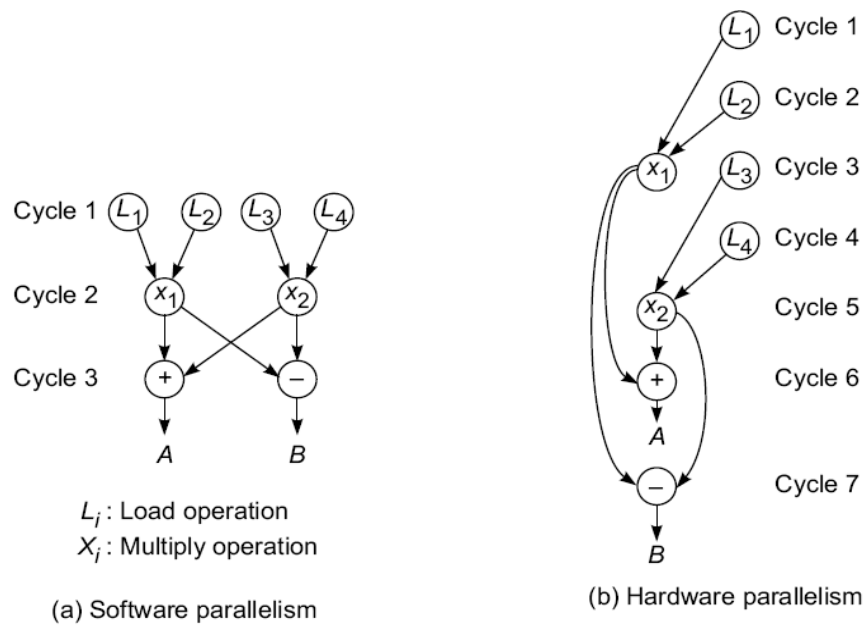 Cycle 1 L1 L2 L3 L4
Cycle 2 x1 x2
Cycle 3 + –
A B
Li : Load operation
Xi : Multiply operation
(a) Software parallelism
L1 Cycle 1
L2 Cycle 2
x1 L3 Cycle 3
L4 Cycle 4
x2 Cycle 5
+ Cycle 6
A
– Cycle 7
B
(b) Hardware parallelism